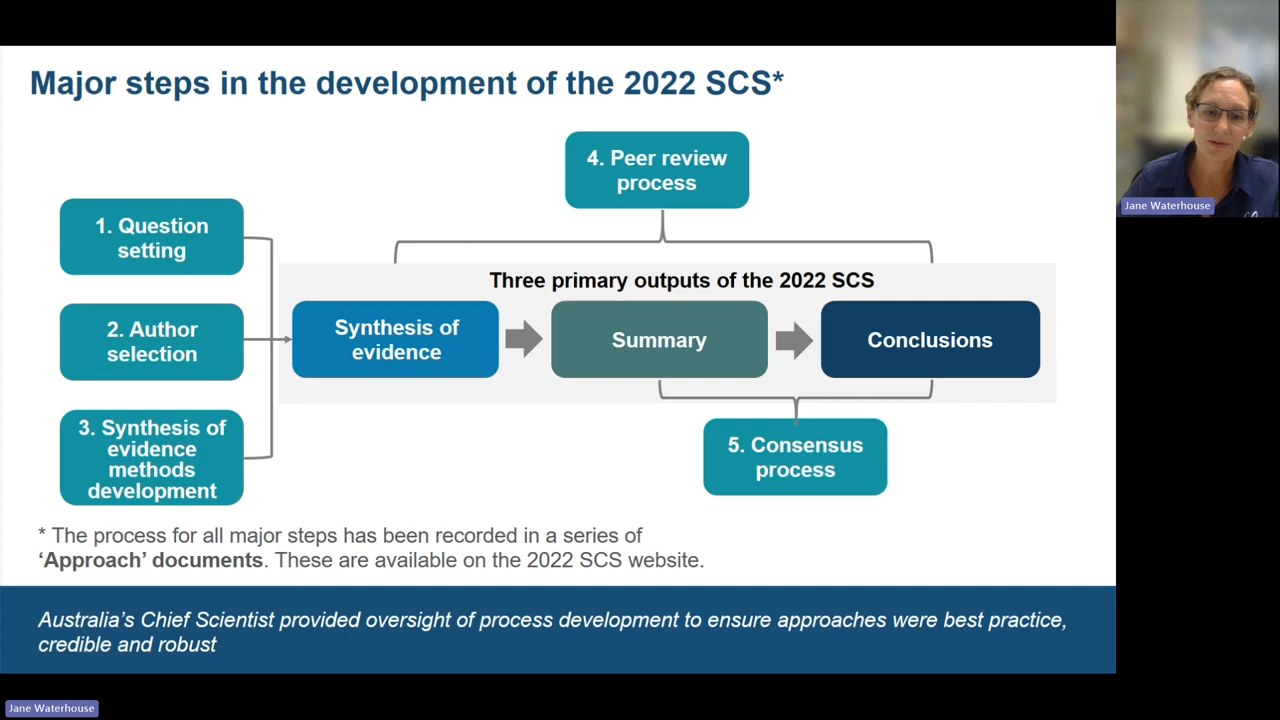 Major steps in the development of the 2022 SCS*
4. Peer review
process
1. Question
setting
Three primary outputs of the 2022 SCS
2. Author
selection
Synthesis of
evidence
Summary
Conclusions
3. Synthesis of
evidence
methods
development
5. Consensus
process
* The process for all major steps has been recorded in a series of
‘Approach’ documents. These are available on the 2022 SCS website.
Australia’s Chief Scientist provided oversight of process development to ensure approaches were best practice,
credible and robust
Jane Waterhouse
Jane Waterhouse